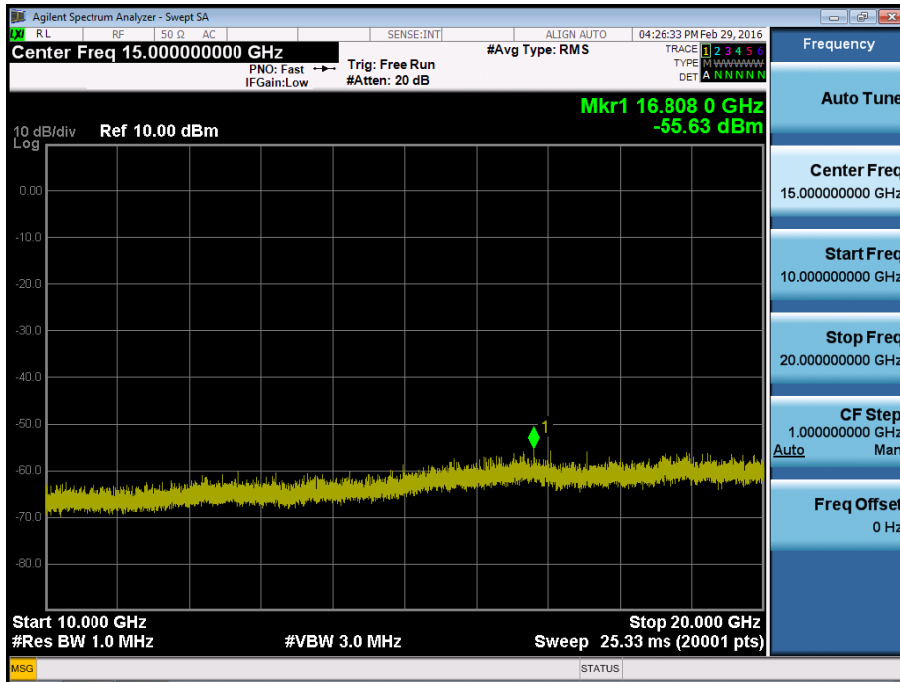 Agilent Spectrum Analyzer - Swept SA
LXI RL RF 50 Ω AC SENSE:INT ALIGN AUTO 04:26:33 PM Feb 29, 2016
Center Freq 15.000000000 GHz #Avg Type: RMS TRACE 1 2 3 4 5 6
PNO: Fast Trig: Free Run TYPE M WWWWW
IFGain:Low #Atten: 20 dB DET A N N N N N
Mkr1 16.808 0 GHz
10 dB/div Ref 10.00 dBm -55.63 dBm
Log
0.00
-10.0
-20.0
-30.0
-40.0
-50.0
1
-60.0
-70.0
-80.0
Start 10.000 GHz Stop 20.000 GHz
#Res BW 1.0 MHz #VBW 3.0 MHz Sweep 25.33 ms (20001 pts)
MSG STATUS
Frequency
Auto Tune
Center Freq
15.000000000 GHz
Start Freq
10.000000000 GHz
Stop Freq
20.000000000 GHz
CF Step
1.000000000 GHz
Auto Man
Freq Offset
0 Hz